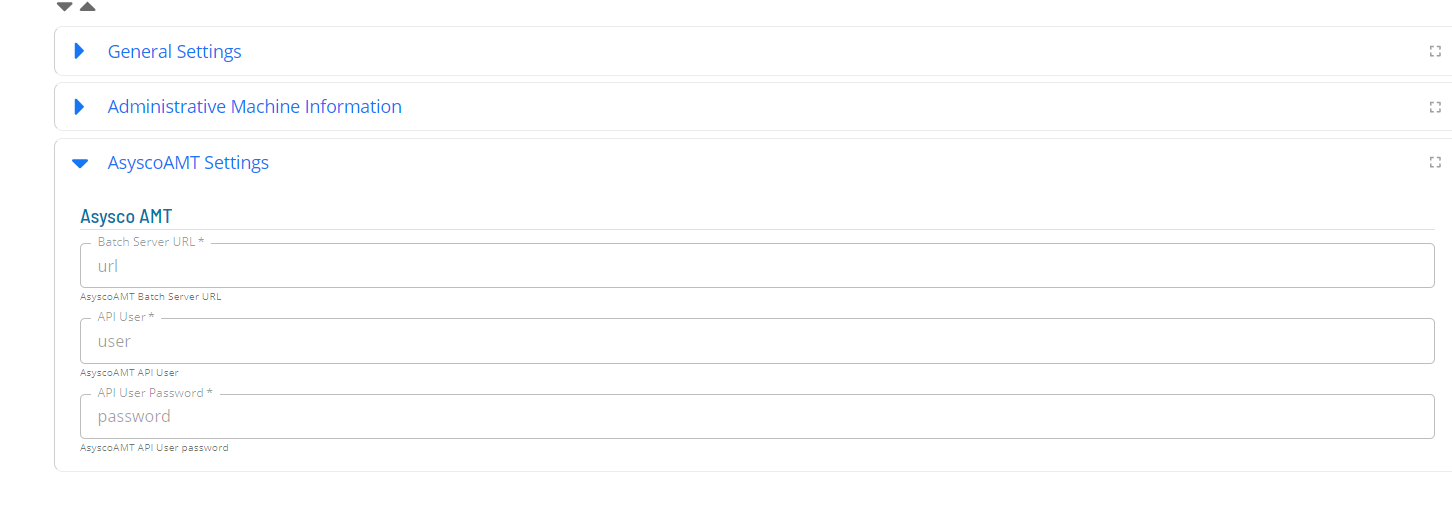 General Settings
Administrative Machine Information
AsyscoAMT Settings
Asysco AMT
Batch Server URL *
url
AsyscoAMT Batch Server URL
API User *
user
AsyscoAMT API User
API User Password *
password
AsyscoAMT API User password